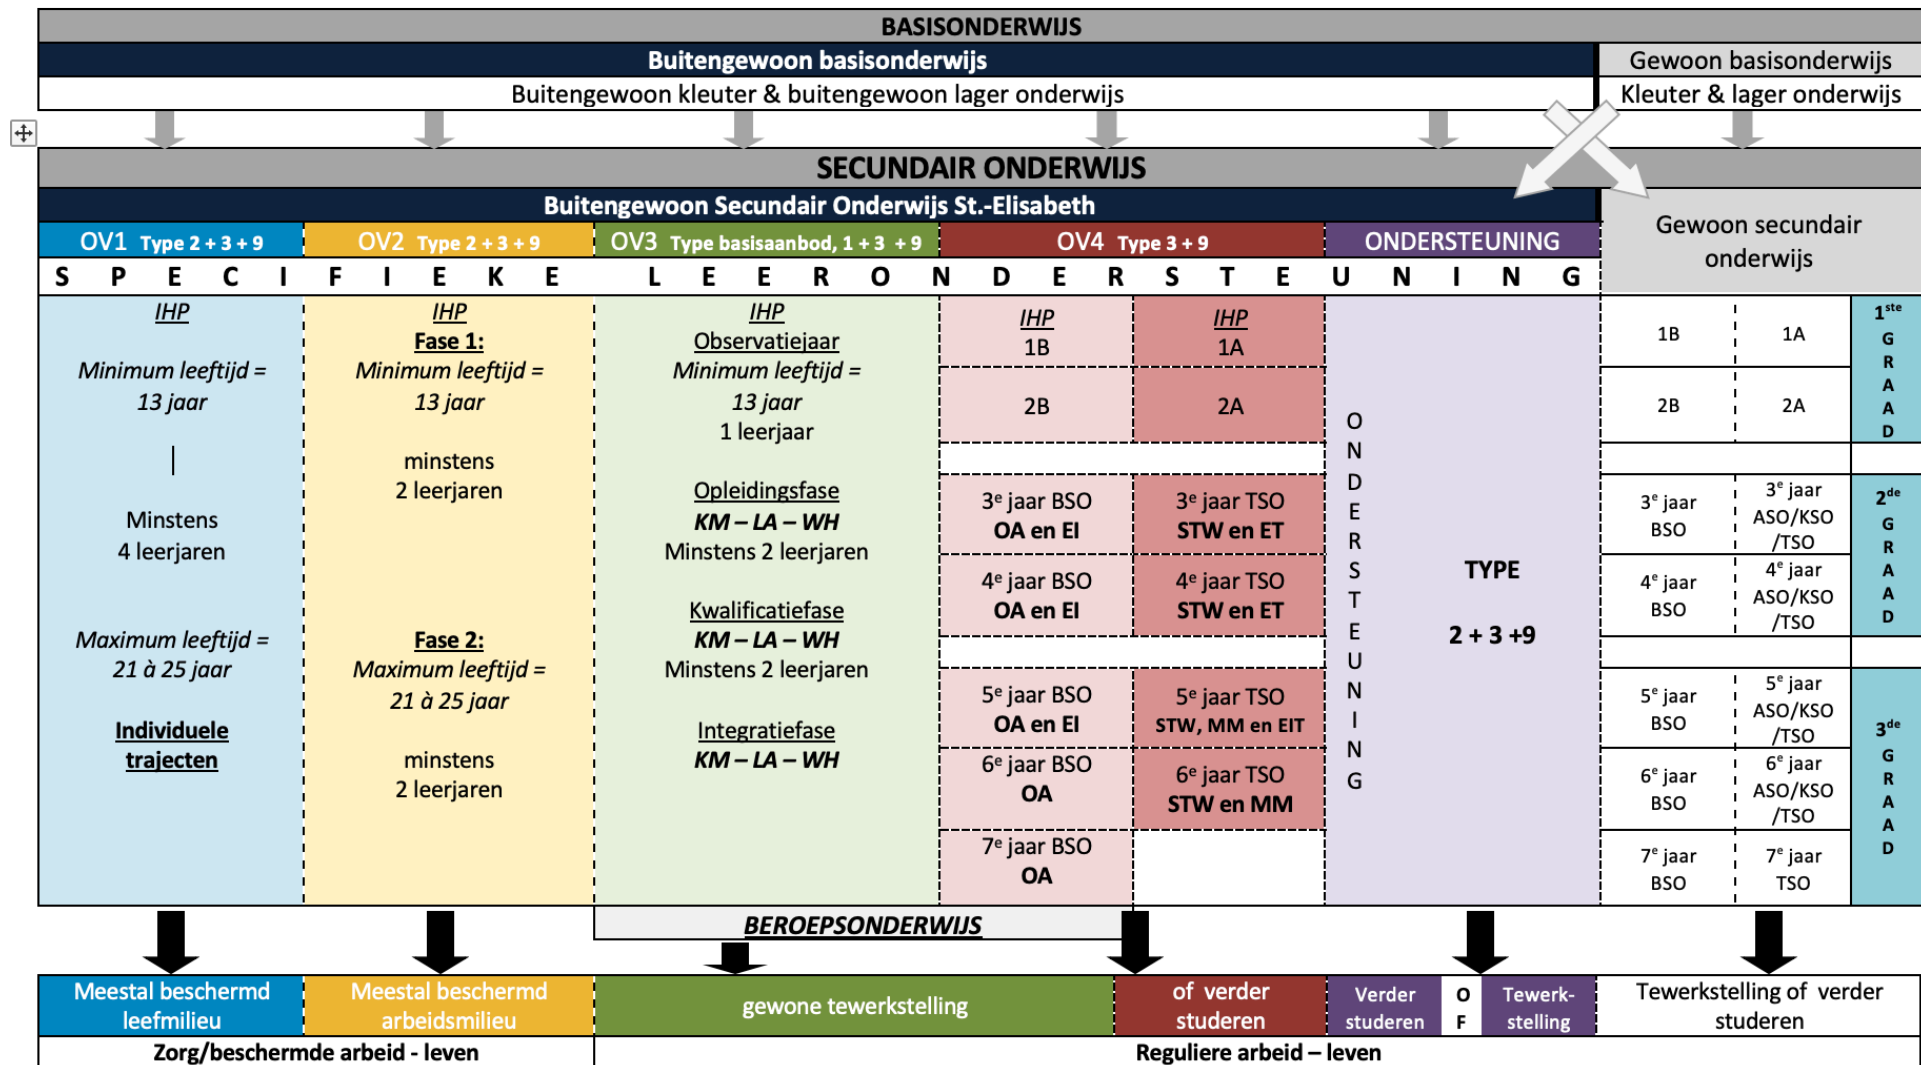 BASISONDERWIJS
Buitengewoon basisonderwijs
Gewoon basisonderwijs
Buitengewoon kleuter & buitengewoon lager onderwijs
Kleuter & lager onderwijs
SECUNDAIR ONDERWIJS
Buitengewoon Secundair Onderwijs St.-Elisabeth
Gewoon secundair
onderwijs
OV1 Type 2 + 3 + 9
OV2 Type 2 + 3 + 9
OV3 Type basisaanbod, 1 + 3 + 9
OV4 Type 3 + 9
ONDERSTEUNING
S P E C I F I E K E L E E R O N D E R S T E U N I N G
IHP
Minimum leeftijd =
13 jaar
|
Minstens
4 leerjaren
Maximum leeftijd =
21 à 25 jaar
Individuele
trajecten
IHP
Fase 1:
Minimum leeftijd =
13 jaar
minstens
2 leerjaren
Fase 2:
Maximum leeftijd =
21 à 25 jaar
minstens
2 leerjaren
IHP
Observatiejaar
Minimum leeftijd =
13 jaar
1 leerjaar
Opleidingsfase
KM – LA – WH
Minstens 2 leerjaren
Kwalificatiefase
KM – LA – WH
Minstens 2 leerjaren
Integratiefase
KM – LA – WH
IHP
1B
2B
3e jaar BSO
OA en EI
4e jaar BSO
OA en EI
5e jaar BSO
OA en EI
6e jaar BSO
OA
7e jaar BSO
OA
IHP
1A
2A
3e jaar TSO
STW en ET
4e jaar TSO
STW en ET
5e jaar TSO
STW, MM en EIT
6e jaar TSO
STW en MM
O
N
D
E
R
S
T
E
U
N
I
N
G
TYPE
2 + 3 +9
1B
2B
3e jaar
BSO
4e jaar
BSO
5e jaar
BSO
6e jaar
BSO
7e jaar
BSO
1A
2A
3e jaar
ASO/KSO
/TSO
4e jaar
ASO/KSO
/TSO
5e jaar
ASO/KSO
/TSO
6e jaar
ASO/KSO
/TSO
7e jaar
TSO
1ste
G
R
A
A
D
2de
G
R
A
A
D
3de
G
R
A
A
D
BEROEPSONDERWIJS
Meestal beschermd
leefmilieu
Meestal beschermd
arbeidsmilieu
gewone tewerkstelling
of verder
studeren
Verder
studeren
O
F
Tewerk-
stelling
Tewerkstelling of verder
studeren
Zorg/beschermde arbeid - leven
Reguliere arbeid – leven